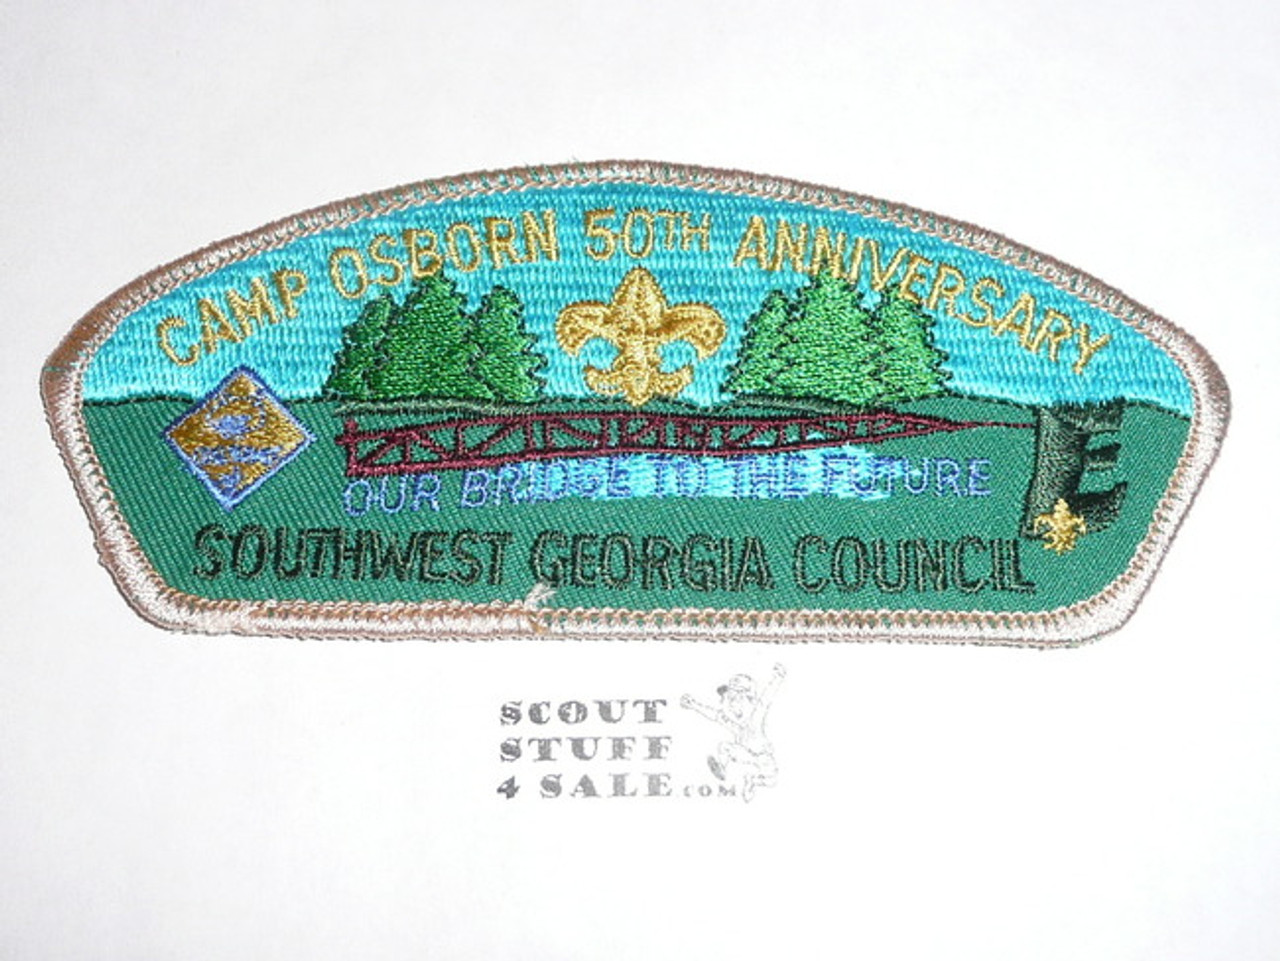 CAMP OSBORN 50TH ANNIVERSARY
OUR BRIDGE TO THE FUTURE
E
SOUTHWEST GEORGIA COUNCIL
SCOUT
STUFF
4 SALE.COM